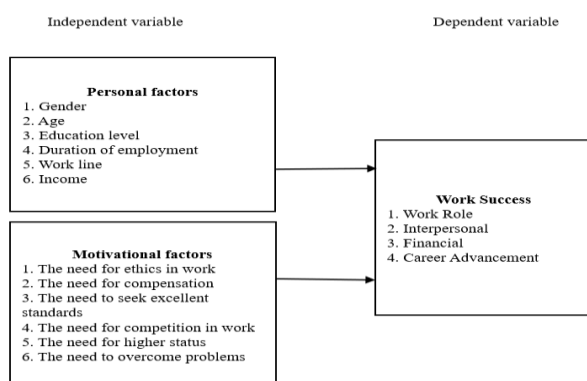 Independent variable
Dependent variable
Personal factors
1. Gender
2. Age
3. Education level
4. Duration of employment
5. Work line
6. Income
Motivational factors
1. The need for ethics in work
2. The need for compensation
3. The need to seek excellent
standards
4. The need for competition in work
5. The need for higher status
6. The need to overcome problems
Work Success
1. Work Role
2. Interpersonal
3. Financial
4. Career Advancement